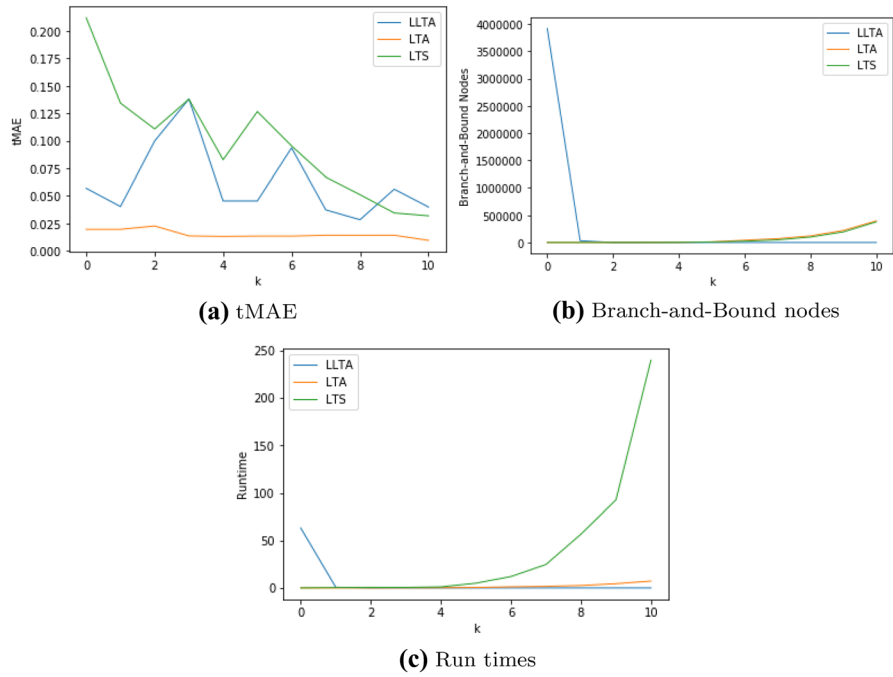 LLTA
LTA
LTS
0.200
0.175
0.150
0.125
0.100
0.075
0.050
0.025
0.000
tMAE
0 2 4 6 8 10
k
(a) tMAE
LLTA
LTA
LTS
4000000
3500000
3000000
2500000
2000000
1500000
1000000
500000
0
Branch-and-Bound Nodes
0 2 4 6 8 10
k
(b) Branch-and-Bound nodes
LLTA
LTA
LTS
250
200
150
100
50
0
Runtime
0 2 4 6 8 10
k
(c) Run times